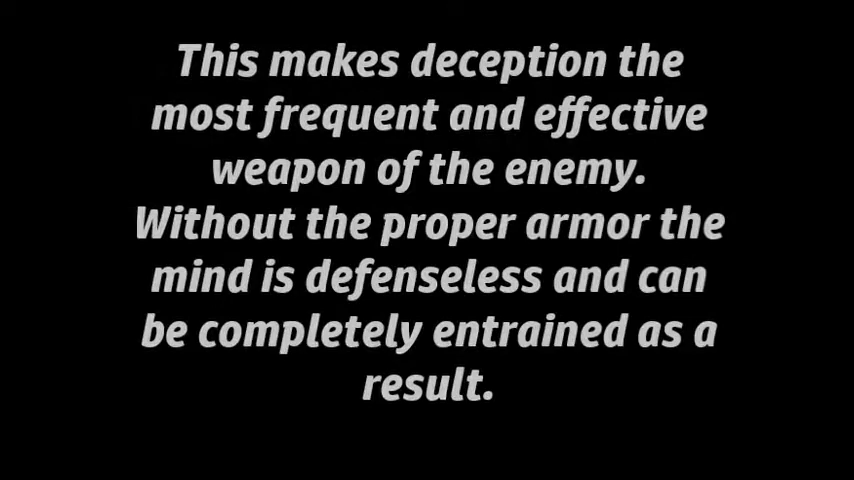 This makes deception the
most frequent and effective
weapon of the enemy.
Without the proper armor the
mind is defenseless and can
be completely entrained as a
result.